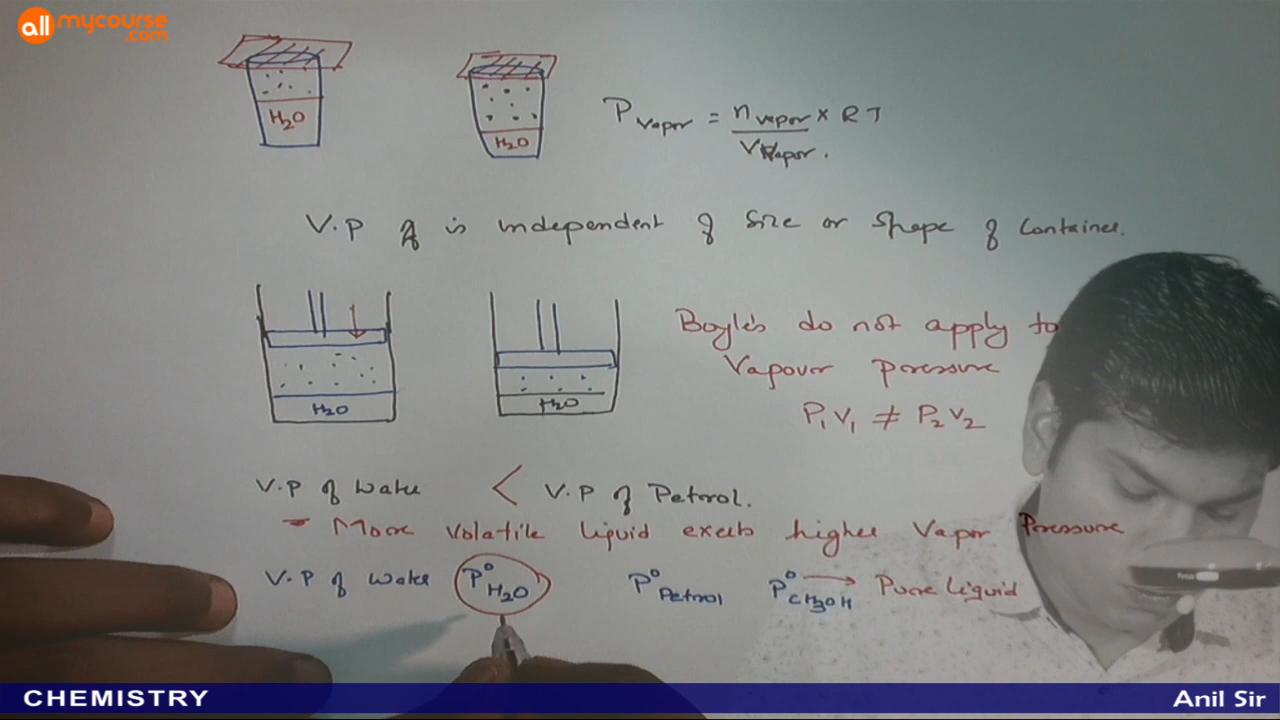 all mycourse .com
H₂O
H₂O
P vapor = n vapor × RT
V vapor.
V.P is independent of size or shape of container.
H₂O
H₂O
Boyle's do not apply to
Vapour pressure
P₁V₁ ≠ P₂V₂
V.P of water < V.P of Petrol.
- More volatile liquid exerts higher Vapor Pressure
V.P of water P°H₂O P°Petrol P°CH₃OH → Pure Liquid
CHEMISTRY
Anil Sir